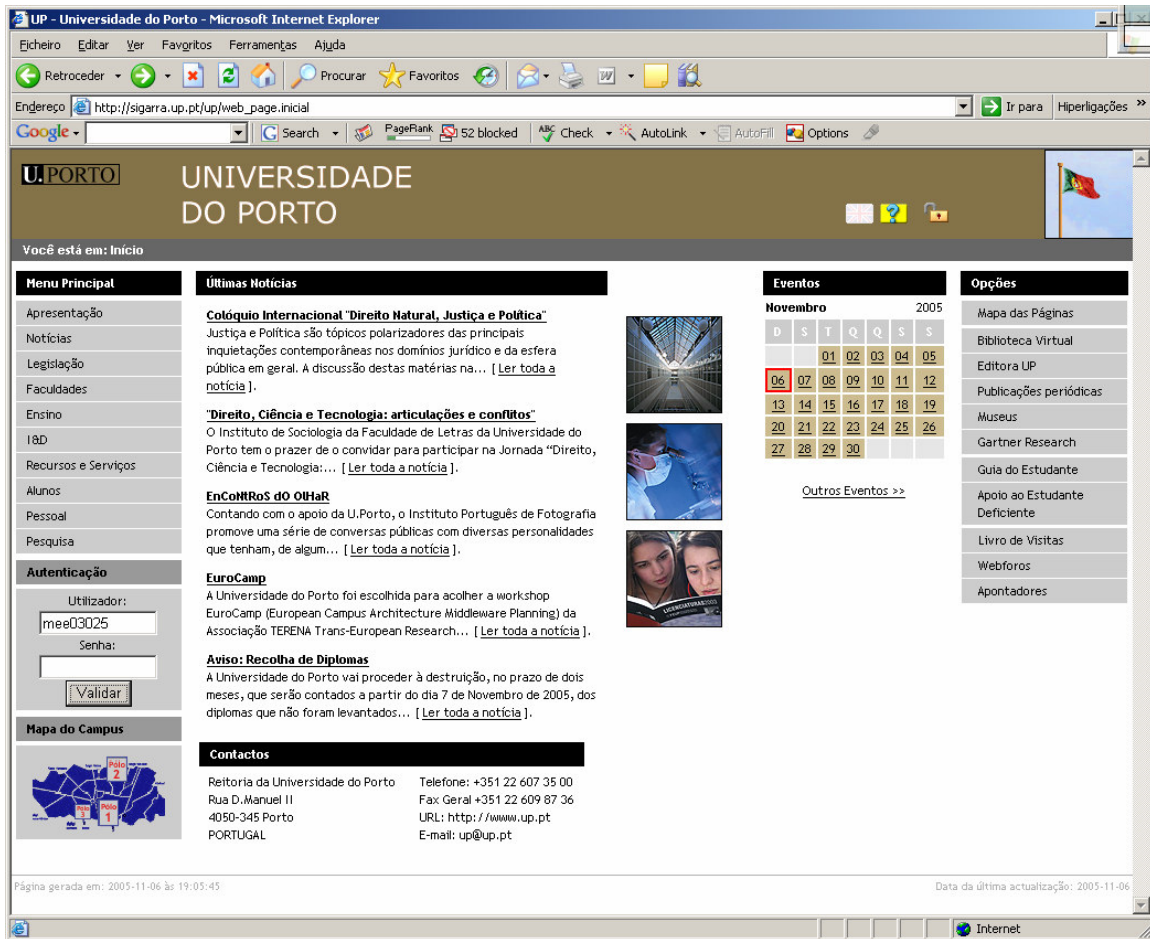 UP - Universidade do Porto - Microsoft Internet Explorer
Ficheiro Editar Ver Favoritos Ferramentas Ajuda
Retroceder Procurar Favoritos
Endereço http://sigarra.up.pt/up/web_page.inicial Ir para Hiperligações »
Google Search PageRank 52 blocked ABC Check AutoLink AutoFill Options
U.PORTO
UNIVERSIDADE
DO PORTO
Você está em: Início
Menu Principal
Apresentação
Notícias
Legislação
Faculdades
Ensino
I&D
Recursos e Serviços
Alunos
Pessoal
Pesquisa
Autenticação
Utilizador:
mee03025
Senha:
Validar
Mapa do Campus
Pólo
2
Pólo
3
Pólo
1
Últimas Notícias
Colóquio Internacional "Direito Natural, Justiça e Política"
Justiça e Política são tópicos polarizadores das principais
inquietações contemporâneas nos domínios jurídico e da esfera
pública em geral. A discussão destas matérias na... [ Ler toda a
notícia ].
"Direito, Ciência e Tecnologia: articulações e conflitos"
O Instituto de Sociologia da Faculdade de Letras da Universidade do
Porto tem o prazer de o convidar para participar na Jornada “Direito,
Ciência e Tecnologia:... [ Ler toda a notícia ].
EnCoNtRoS dO OlHaR
Contando com o apoio da U.Porto, o Instituto Português de Fotografia
promove uma série de conversas públicas com diversas personalidades
que tenham, de algum... [ Ler toda a notícia ].
EuroCamp
A Universidade do Porto foi escolhida para acolher a workshop
EuroCamp (European Campus Architecture Middleware Planning) da
Associação TERENA Trans-European Research... [ Ler toda a notícia ].
Aviso: Recolha de Diplomas
A Universidade do Porto vai proceder à destruição, no prazo de dois
meses, que serão contados a partir do dia 7 de Novembro de 2005, dos
diplomas que não foram levantados... [ Ler toda a notícia ].
Contactos
Reitoria da Universidade do Porto
Rua D.Manuel II
4050-345 Porto
PORTUGAL
Telefone: +351 22 607 35 00
Fax Geral +351 22 609 87 36
URL: http://www.up.pt
E-mail: up@up.pt
LICENCIATURAS2003
Eventos
Novembro 2005
D S T Q Q S S
01 02 03 04 05
06 07 08 09 10 11 12
13 14 15 16 17 18 19
20 21 22 23 24 25 26
27 28 29 30
Outros Eventos >>
Opções
Mapa das Páginas
Biblioteca Virtual
Editora UP
Publicações periódicas
Museus
Gartner Research
Guia do Estudante
Apoio ao Estudante
Deficiente
Livro de Visitas
Webforos
Apontadores
Página gerada em: 2005-11-06 às 19:05:45
Data da última actualização: 2005-11-06
Internet